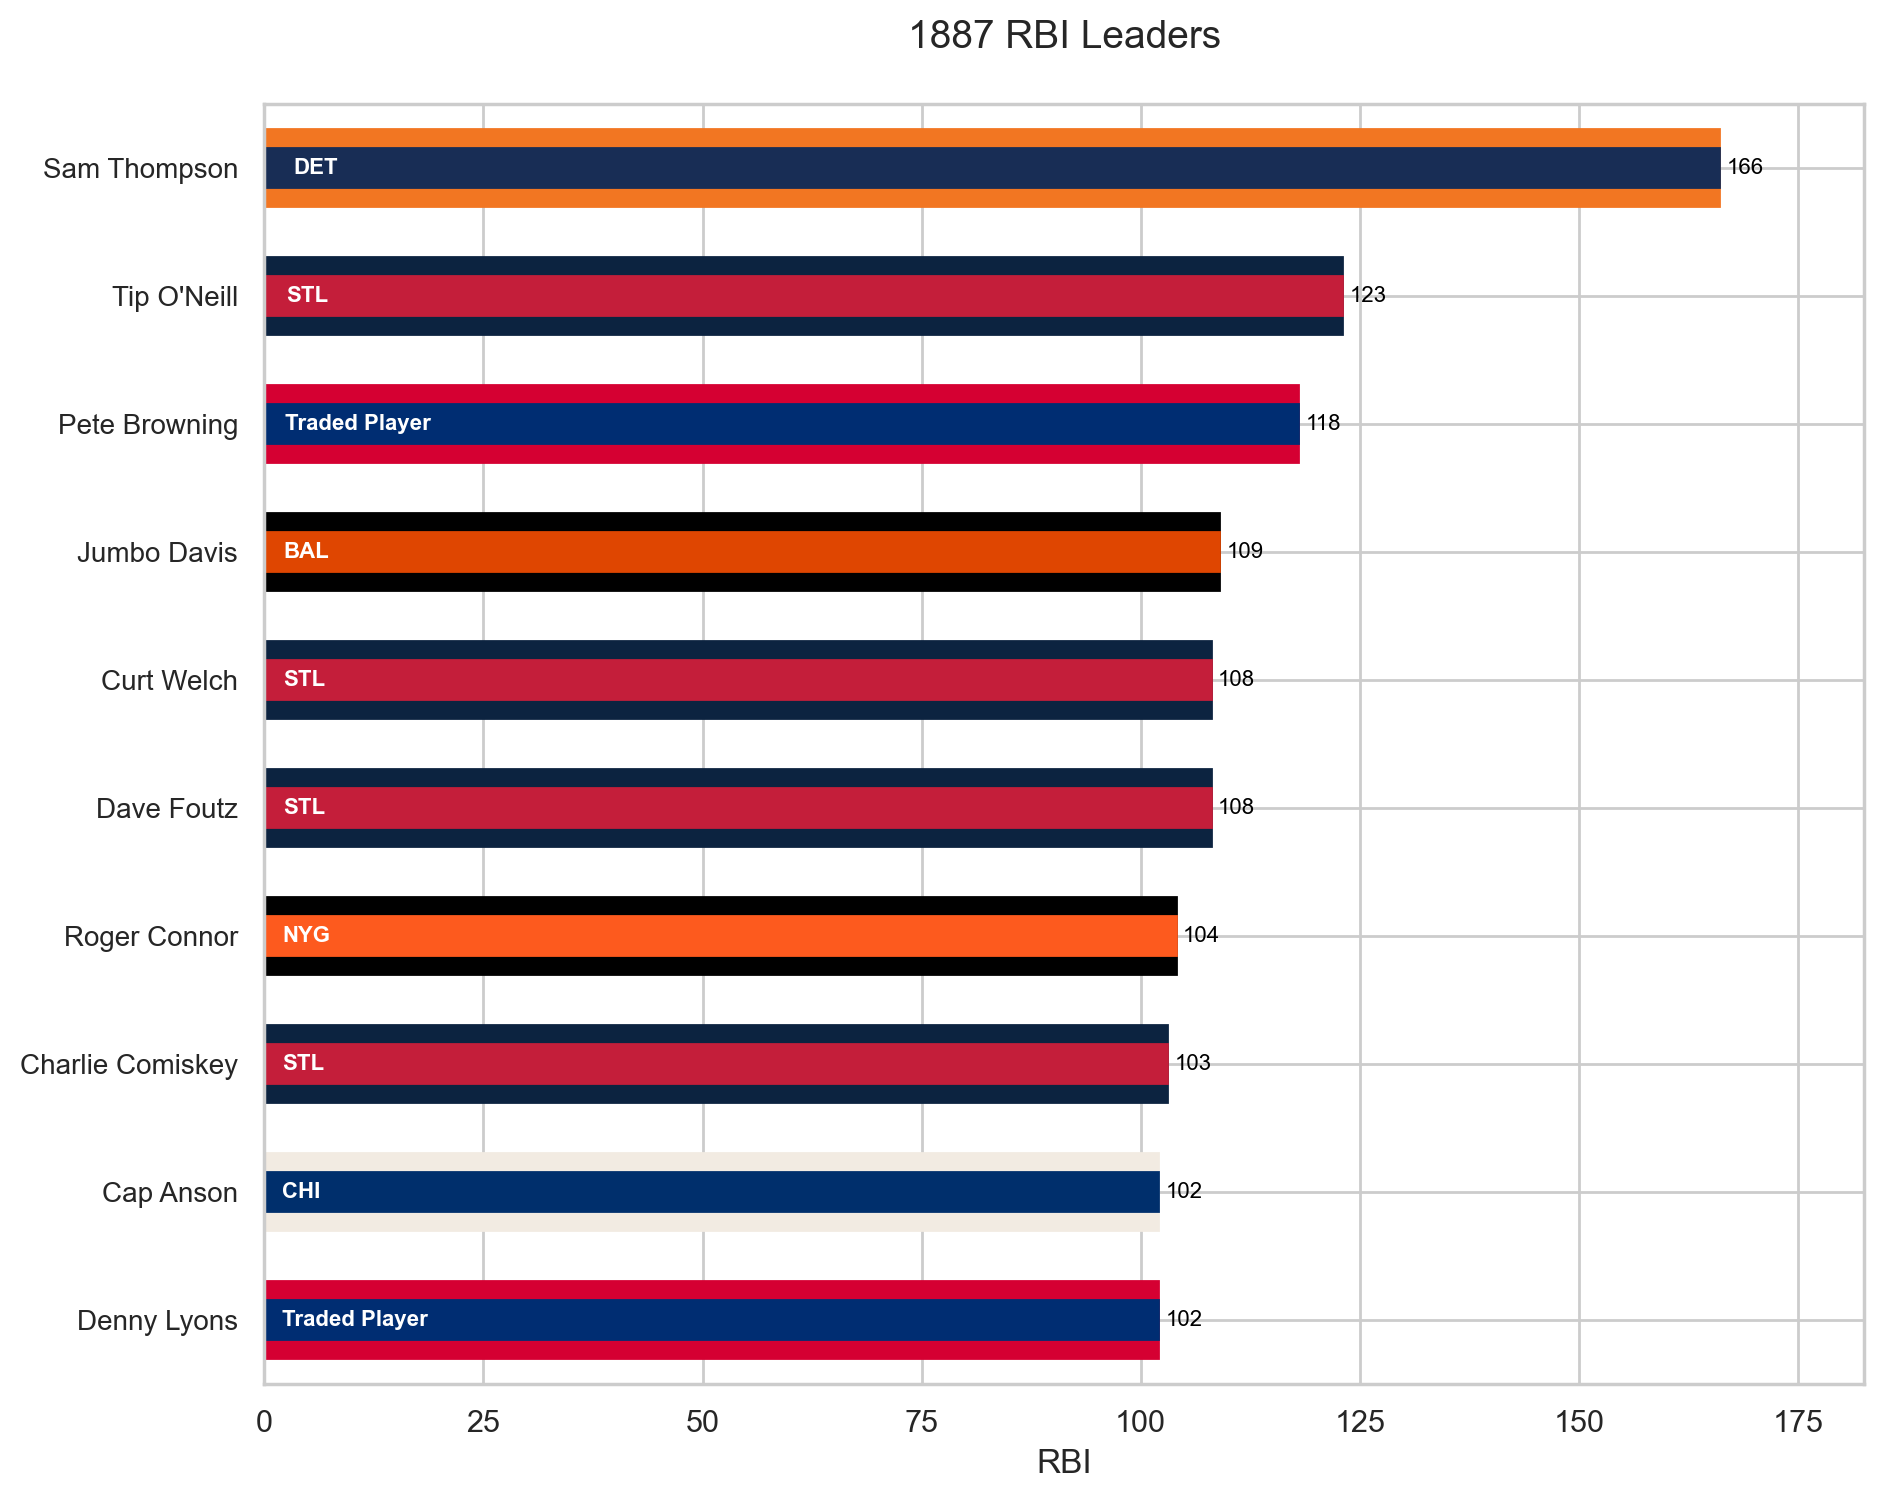 1887 RBI Leaders
Sam Thompson DET 166
Tip O'Neill STL 123
Pete Browning Traded Player 118
Jumbo Davis BAL 109
Curt Welch STL 108
Dave Foutz STL 108
Roger Connor NYG 104
Charlie Comiskey STL 103
Cap Anson CHI 102
Denny Lyons Traded Player 102
0 25 50 75 100 125 150 175
RBI